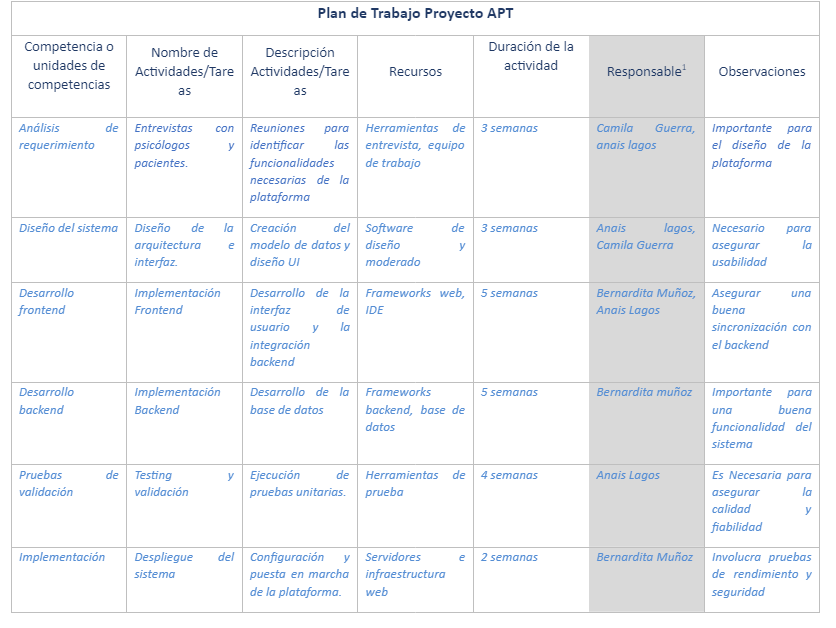 Plan de Trabajo Proyecto APT
Competencia o
unidades de
competencias
Nombre de
Actividades/Tare
as
Descripción
Actividades/Tare
as
Recursos
Duración de la
actividad
Responsable1
Observaciones
Análisis de
requerimiento
Entrevistas con
psicólogos y
pacientes.
Reuniones para
identificar las
funcionalidades
necesarias de la
plataforma
Herramientas de
entrevista, equipo
de trabajo
3 semanas
Camila Guerra,
anais lagos
Importante para
el diseño de la
plataforma
Diseño del sistema
Diseño de la
arquitectura e
interfaz.
Creación del
modelo de datos y
diseño UI
Software de
diseño y
moderado
3 semanas
Anais lagos,
Camila Guerra
Necesario para
asegurar la
usabilidad
Desarrollo
frontend
Implementación
Frontend
Desarrollo de la
interfaz de
usuario y la
integración
backend
Frameworks web,
IDE
5 semanas
Bernardita Muñoz,
Anais Lagos
Asegurar una
buena
sincronización con
el backend
Desarrollo
backend
Implementación
Backend
Desarrollo de la
base de datos
Frameworks
backend, base de
datos
5 semanas
Bernardita muñoz
Importante para
una buena
funcionalidad del
sistema
Pruebas de
validación
Testing y
validación
Ejecución de
pruebas unitarias.
Herramientas de
prueba
4 semanas
Anais Lagos
Es Necesaria para
asegurar la
calidad y
fiabilidad
Implementación
Despliegue del
sistema
Configuración y
puesta en marcha
de la plataforma.
Servidores e
infraestructura
web
2 semanas
Bernardita Muñoz
Involucra pruebas
de rendimiento y
seguridad